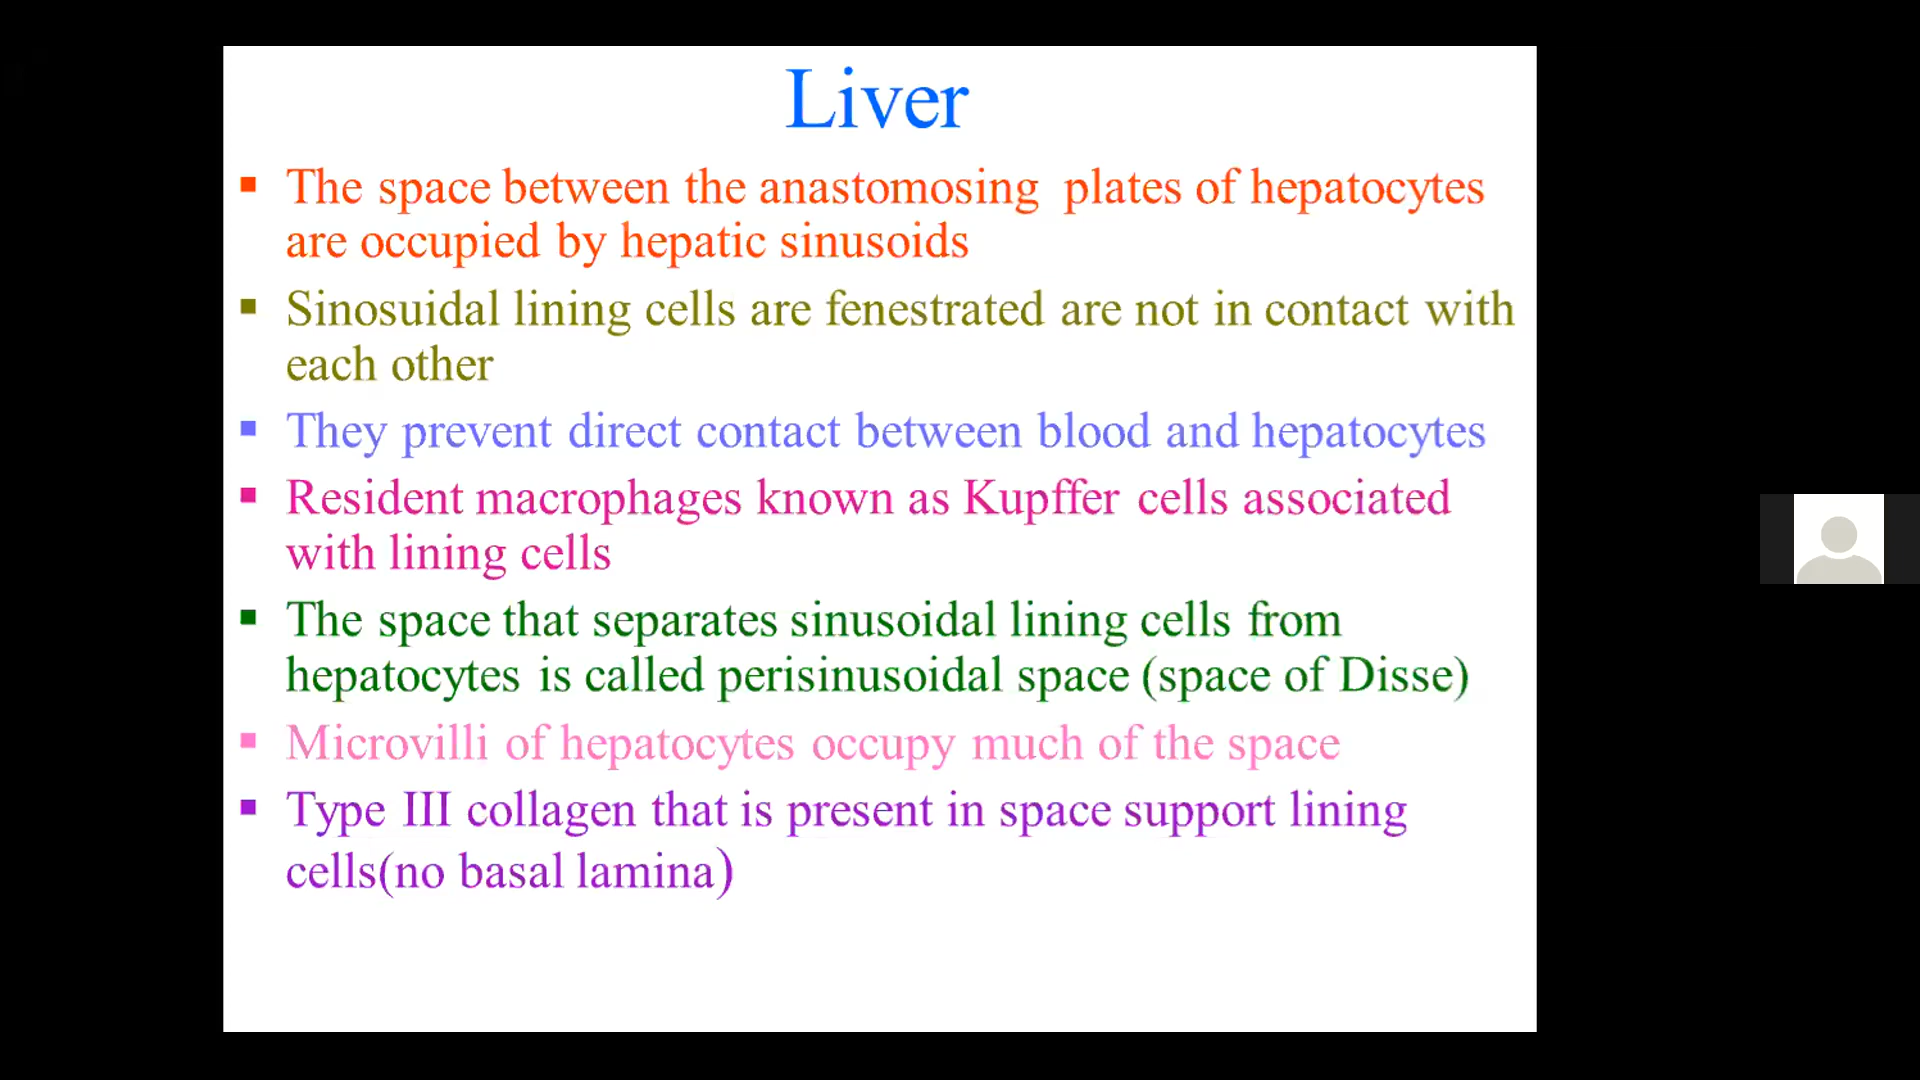 Liver
▪ The space between the anastomosing plates of hepatocytes
are occupied by hepatic sinusoids
▪ Sinosuidal lining cells are fenestrated are not in contact with
each other
▪ They prevent direct contact between blood and hepatocytes
▪ Resident macrophages known as Kupffer cells associated
with lining cells
▪ The space that separates sinusoidal lining cells from
hepatocytes is called perisinusoidal space (space of Disse)
▪ Microvilli of hepatocytes occupy much of the space
▪ Type III collagen that is present in space support lining
cells(no basal lamina)